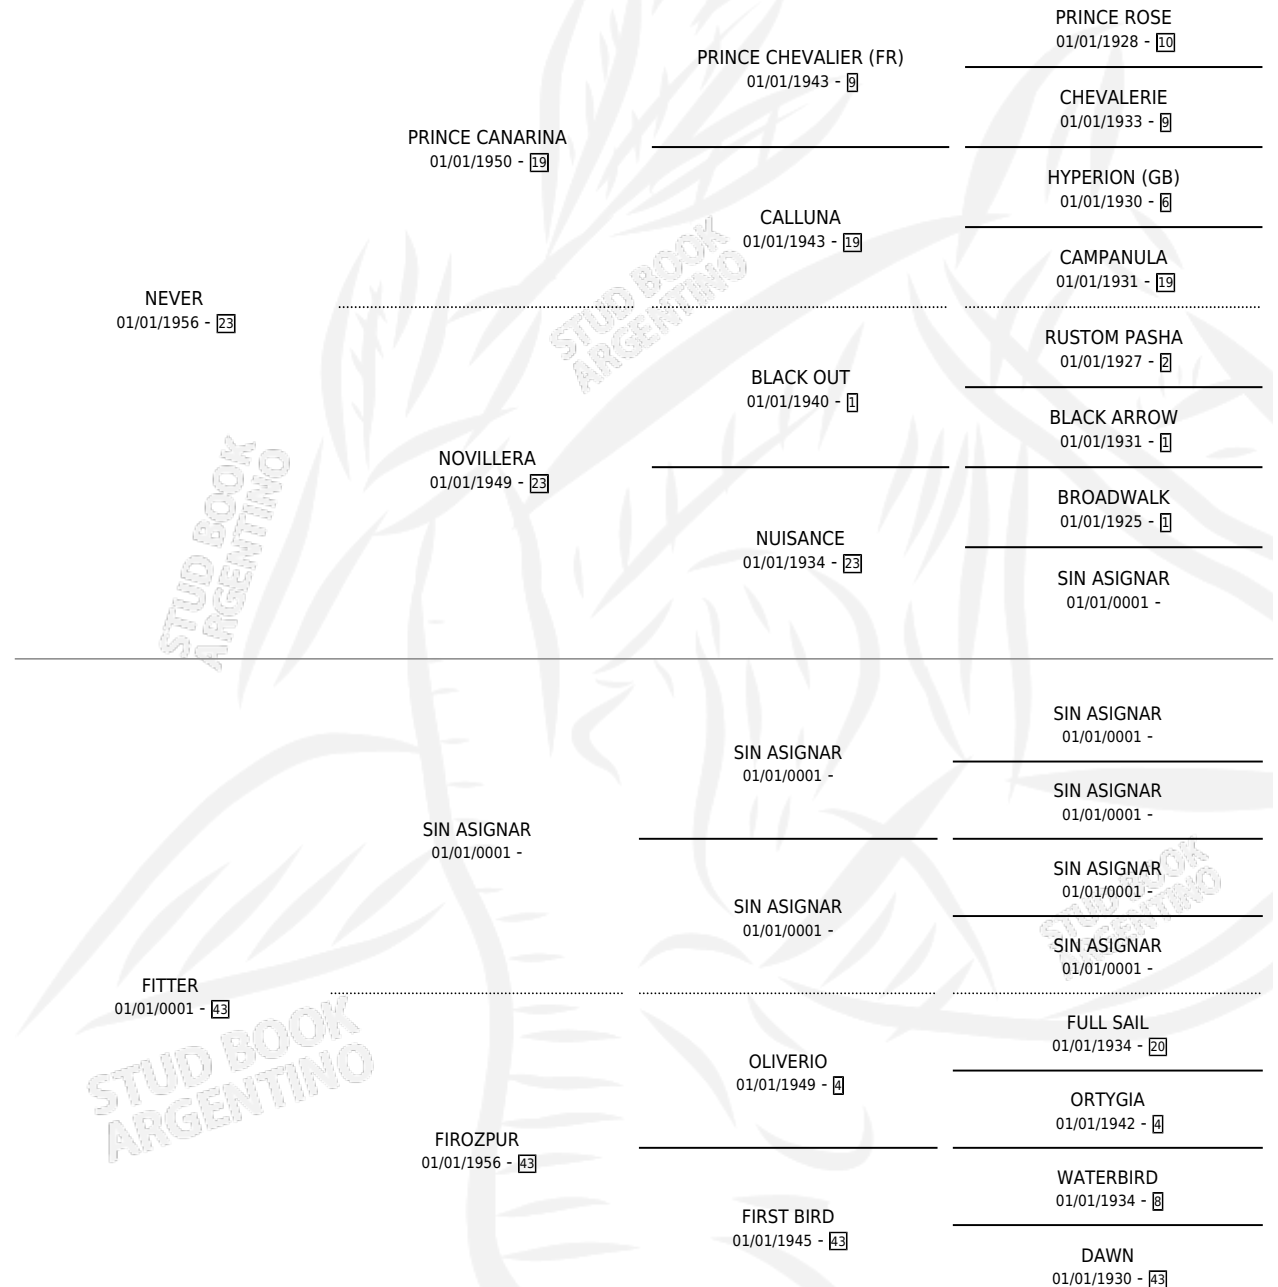 PRINCE ROSE
01/01/1928 - 10
PRINCE CHEVALIER (FR)
01/01/1943 - 9
CHEVALERIE
01/01/1933 - 9
PRINCE CANARINA
01/01/1950 - 19
HYPERION (GB)
01/01/1930 - 6
CALLUNA
01/01/1943 - 19
CAMPANULA
01/01/1931 - 19
NEVER
01/01/1956 - 23
STUD BOOK
ARGENTINO
RUSTOM PASHA
01/01/1927 - 2
BLACK OUT
01/01/1940 - 1
BLACK ARROW
01/01/1931 - 1
NOVILLERA
01/01/1949 - 23
BROADWALK
01/01/1925 - 1
NUISANCE
01/01/1934 - 23
SIN ASIGNAR
01/01/0001 -
STUD BOOK
ARGENTINO
SIN ASIGNAR
01/01/0001 -
SIN ASIGNAR
01/01/0001 -
SIN ASIGNAR
01/01/0001 -
SIN ASIGNAR
01/01/0001 -
SIN ASIGNAR
01/01/0001 -
SIN ASIGNAR
01/01/0001 -
SIN ASIGNAR
01/01/0001 -
STUD BOOK
ARGENTINO
FITTER
01/01/0001 - 43
STUD BOOK
ARGENTINO
FULL SAIL
01/01/1934 - 20
OLIVERIO
01/01/1949 - 4
ORTYGIA
01/01/1942 - 4
FIROZPUR
01/01/1956 - 43
WATERBIRD
01/01/1934 - 8
FIRST BIRD
01/01/1945 - 43
DAWN
01/01/1930 - 43